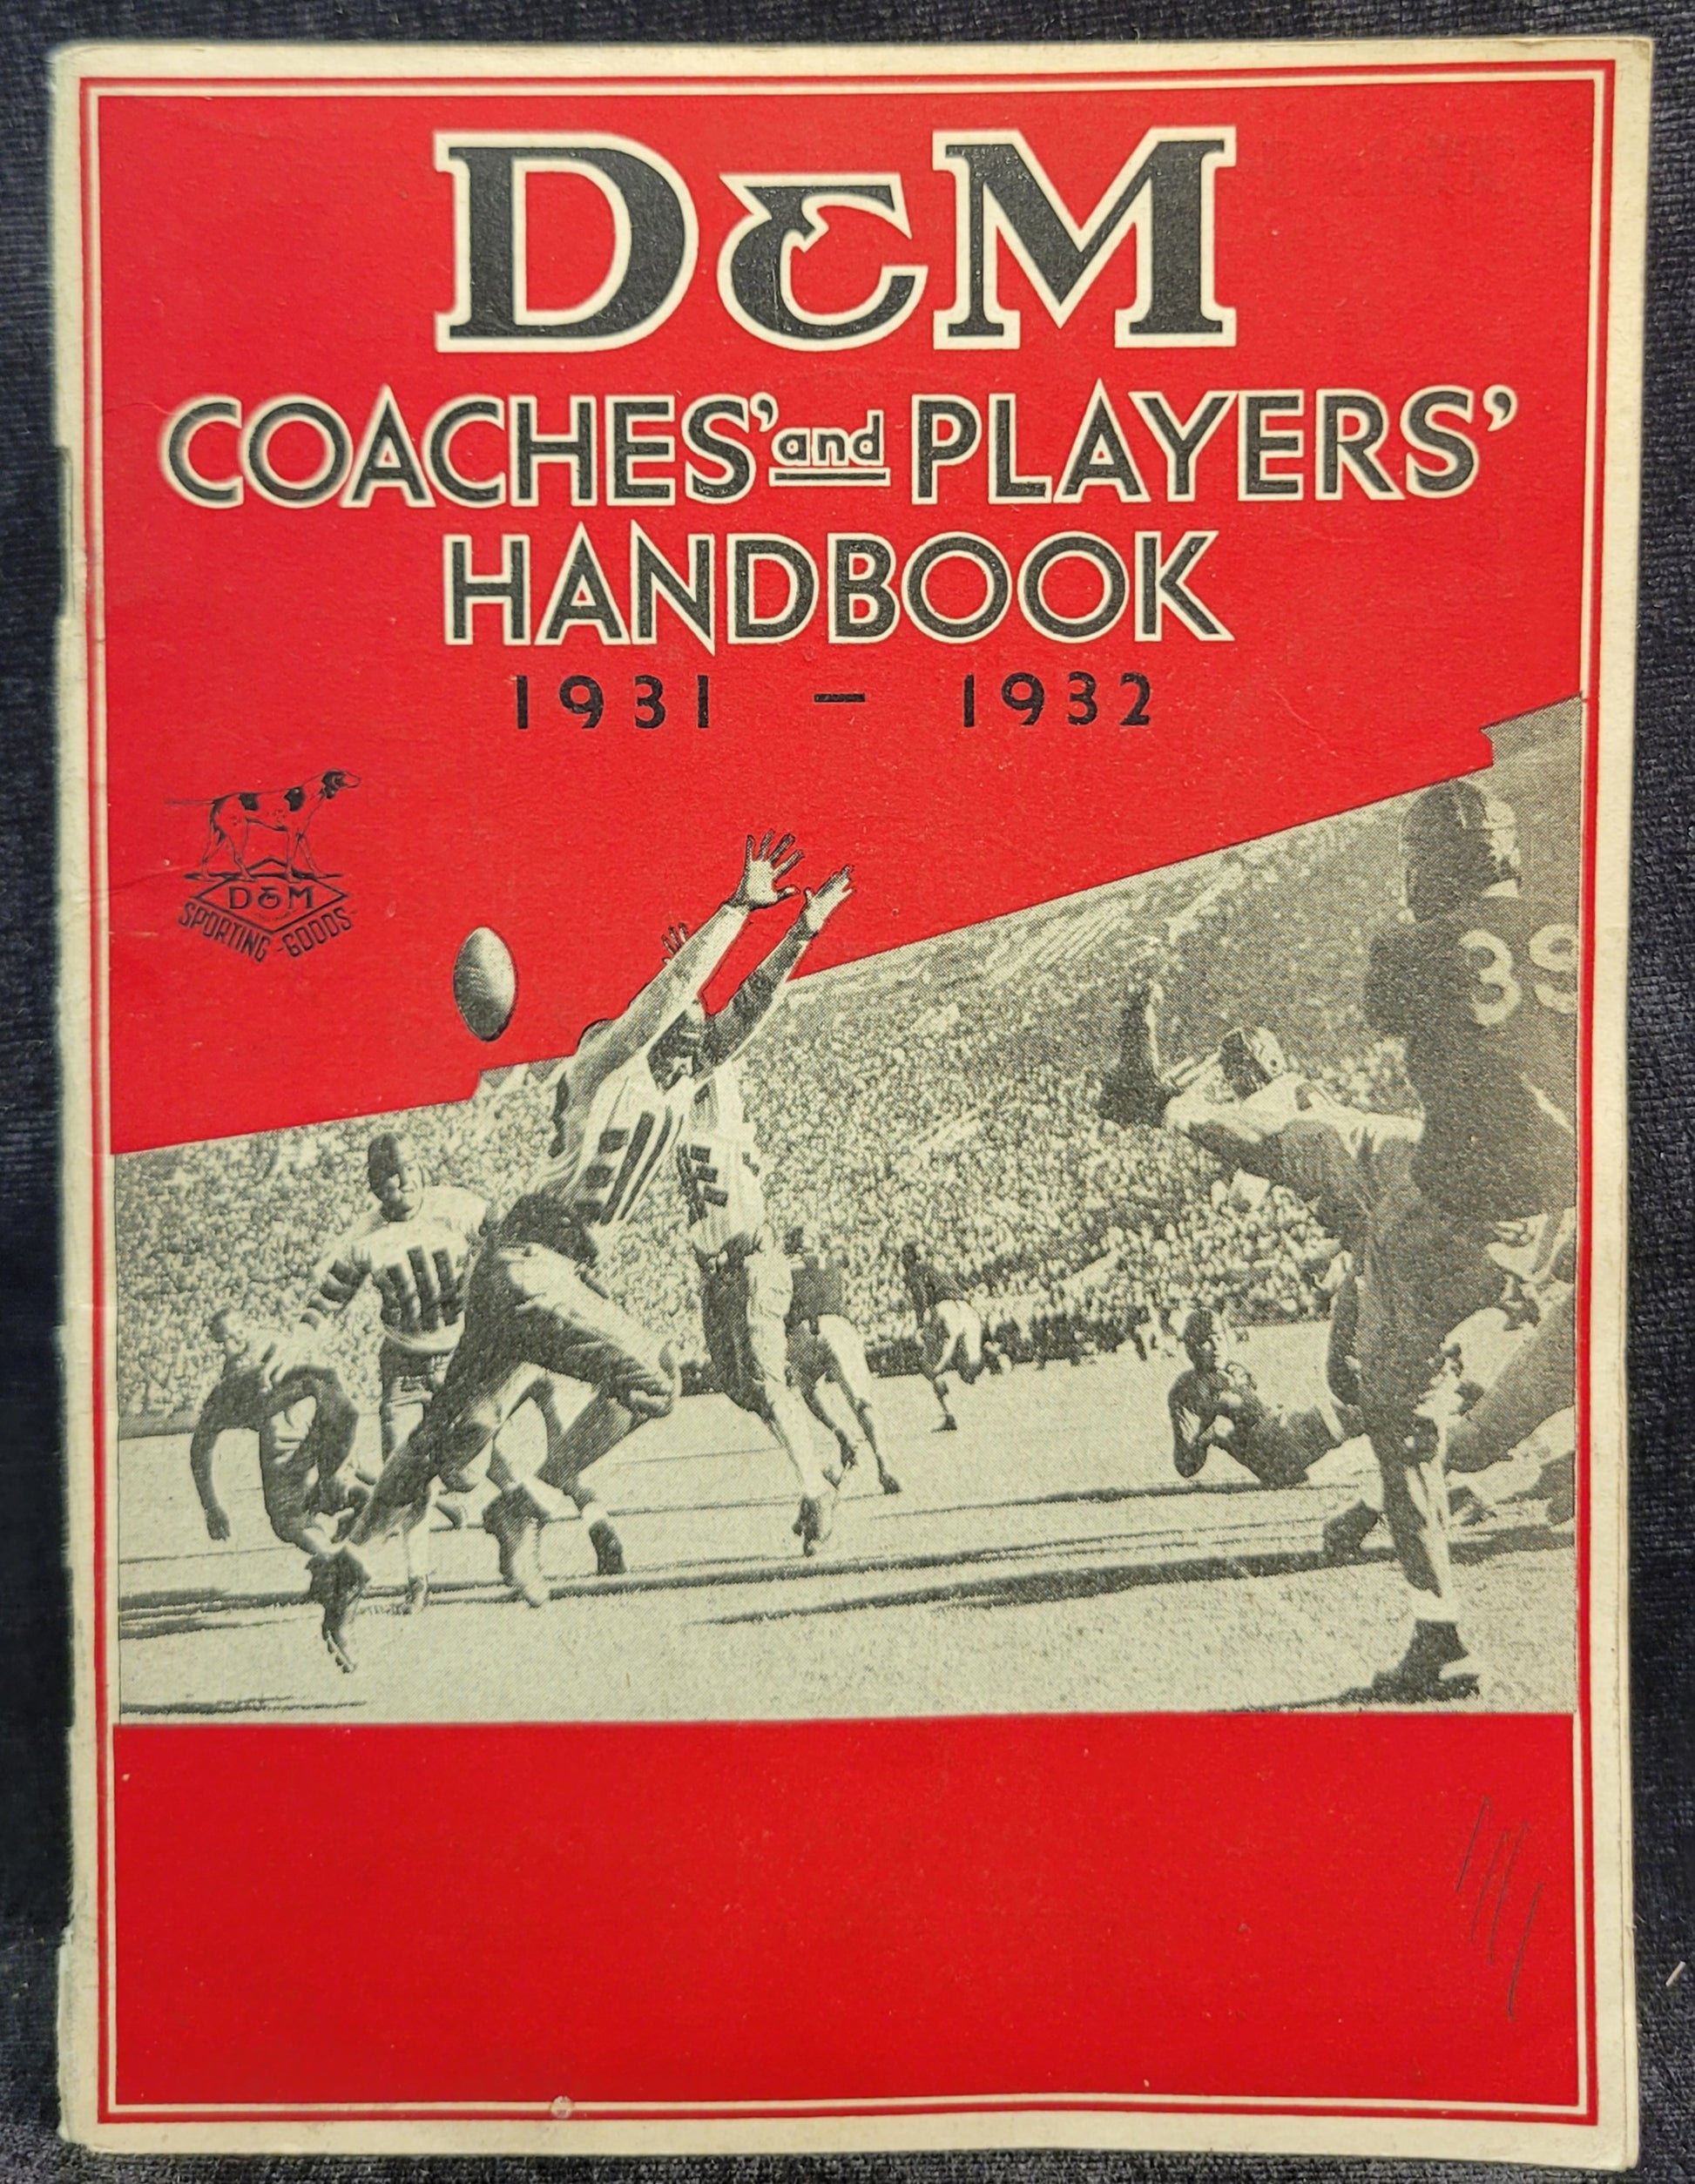 D&M
COACHES' and PLAYERS'
HANDBOOK
1931 - 1932
D&M
SPORTING-GOODS
39